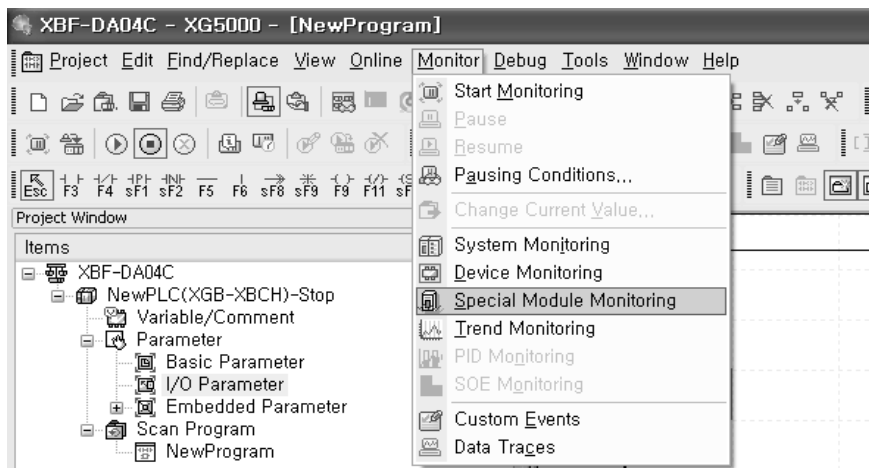 XBF-DA04C - XG5000 - [NewProgram]
Project Edit Find/Replace View Online Monitor Debug Tools Window Help
Start Monitoring
Pause
Resume
Pausing Conditions...
Change Current Value...
System Monitoring
Device Monitoring
Special Module Monitoring
Trend Monitoring
PID Monitoring
SOE Monitoring
Custom Events
Data Traces
Esc F3 F4 sF1 sF2 F5 F6 sF8 sF9 F9 F11
Project Window
Items
XBF-DA04C
NewPLC(XGB-XBCH)-Stop
Variable/Comment
Parameter
Basic Parameter
I/O Parameter
Embedded Parameter
Scan Program
NewProgram